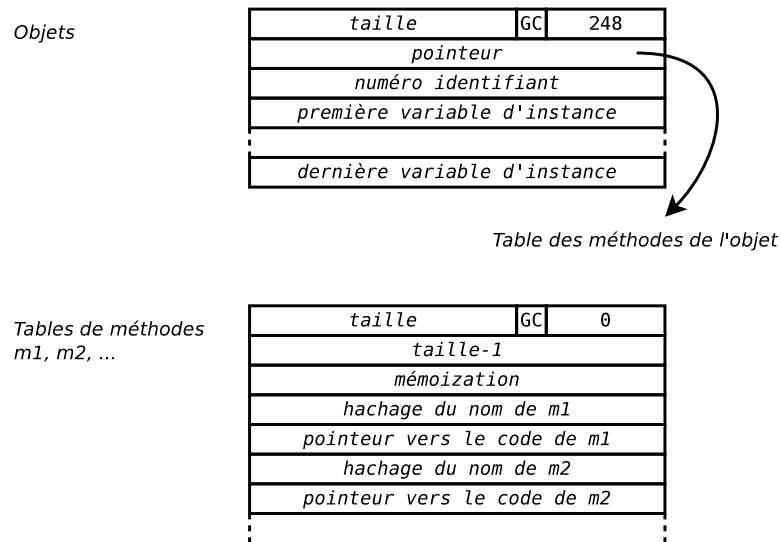 Objets
taille GC 248
pointeur
numéro identifiant
première variable d'instance
dernière variable d'instance
Table des méthodes de l'objet
Tables de méthodes
m1, m2, ...
taille GC 0
taille-1
mémoization
hachage du nom de m1
pointeur vers le code de m1
hachage du nom de m2
pointeur vers le code de m2